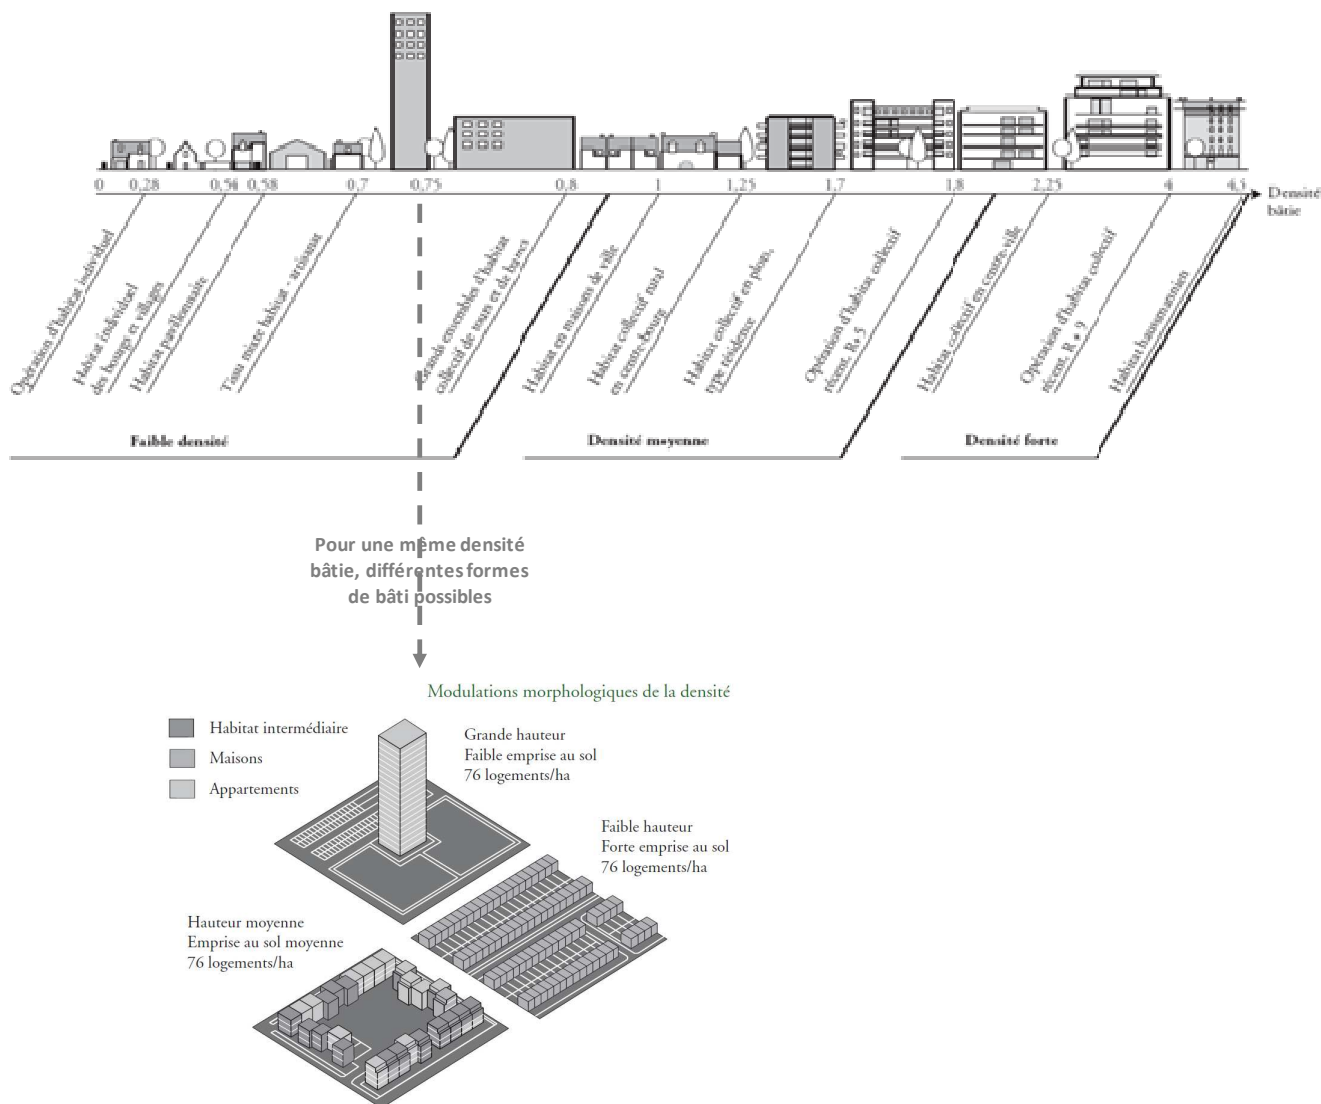 0 0,28 0,56 0,58 0,7 0,75 0,8 1 1,25 1,7 1,8 2,25 4 4,5
Densité
bâtie
Opération d'habitat individuel
Habitat individuel
des bourgs et villages
Habitat pavillonnaire
Tissu mixte habitat - artisanat
Grands ensembles d'habitat
collectif de tours et de barres
Habitat en maisons de ville
Habitat collectif rural
en centre-bourg
Habitat collectif en plots,
type résidence
Opération d'habitat collectif
récent, R+ 5
Habitat collectif en centre-ville
Opération d'habitat collectif
récent, R + 9
Habitat haussmannien
Faible densité
Densité moyenne
Densité forte
Pour une même densité
bâtie, différentes formes
de bâti possibles
Modulations morphologiques de la densité
Habitat intermédiaire
Maisons
Appartements
Grande hauteur
Faible emprise au sol
76 logements/ha
Faible hauteur
Forte emprise au sol
76 logements/ha
Hauteur moyenne
Emprise au sol moyenne
76 logements/ha